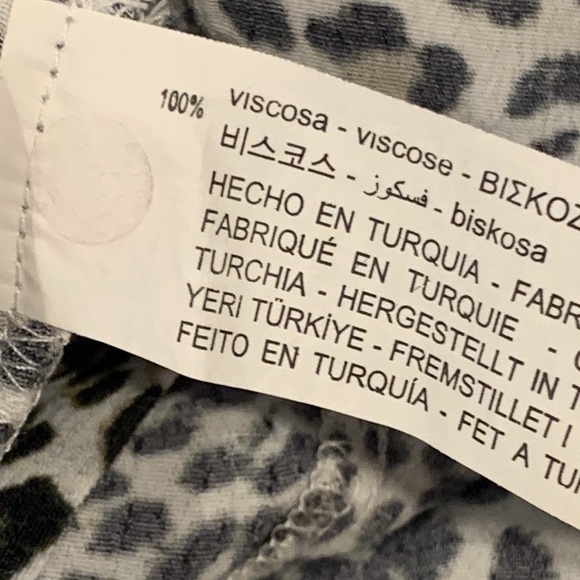 100% viscosa - viscose - ΒΙΣΚΟΖ
비스코스 - فسكوز - biskosa
HECHO EN TURQUIA - FABR
FABRIQUÉ EN TURQUIE -
TURCHIA - HERGESTELLT IN T
YERI TÜRKİYE - FREMSTILLET I
FEITO EN TURQUÍA - FET A TUR